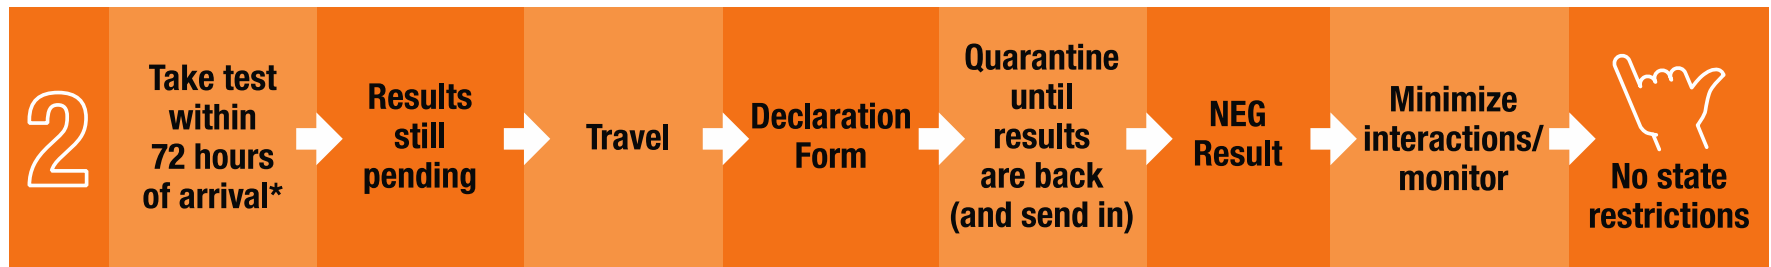 2
Take test
within
72 hours
of arrival*
Results
still
pending
Travel
Declaration
Form
Quarantine
until
results
are back
(and send in)
NEG
Result
Minimize
interactions/
monitor
No state
restrictions